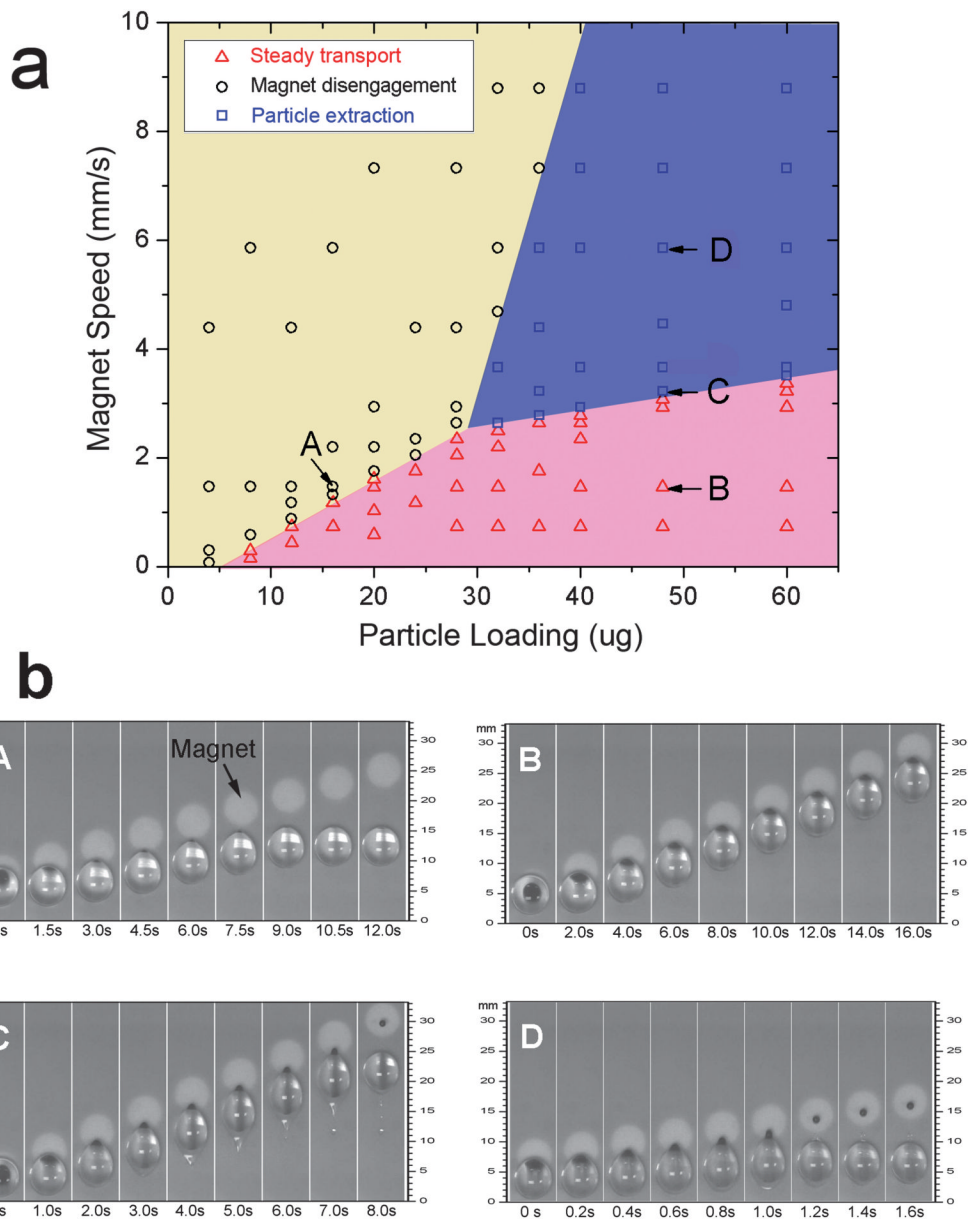 a
10
8
6
4
2
0
Magnet Speed (mm/s)
Steady transport
Magnet disengagement
Particle extraction
A
B
C
D
0 10 20 30 40 50 60
Particle Loading (ug)
b
A
Magnet
30
25
20
15
10
5
0
s 1.5s 3.0s 4.5s 6.0s 7.5s 9.0s 10.5s 12.0s
mm
30
25
20
15
10
5
0
B
30
25
20
15
10
5
0
0s 2.0s 4.0s 6.0s 8.0s 10.0s 12.0s 14.0s 16.0s
C
30
25
20
15
10
5
0
s 1.0s 2.0s 3.0s 4.0s 5.0s 6.0s 7.0s 8.0s
mm
30
25
20
15
10
5
0
D
30
25
20
15
10
5
0
0 s 0.2s 0.4s 0.6s 0.8s 1.0s 1.2s 1.4s 1.6s